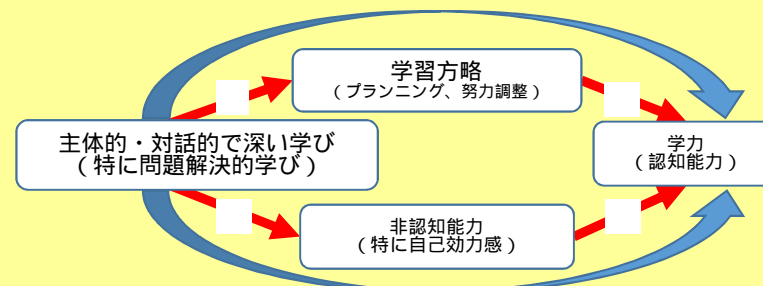 学習方略
（プランニング、努力調整）
主体的・対話的で深い学び
（特に問題解決的学び）
学力
（認知能力）
非認知能力
（特に自己効力感）